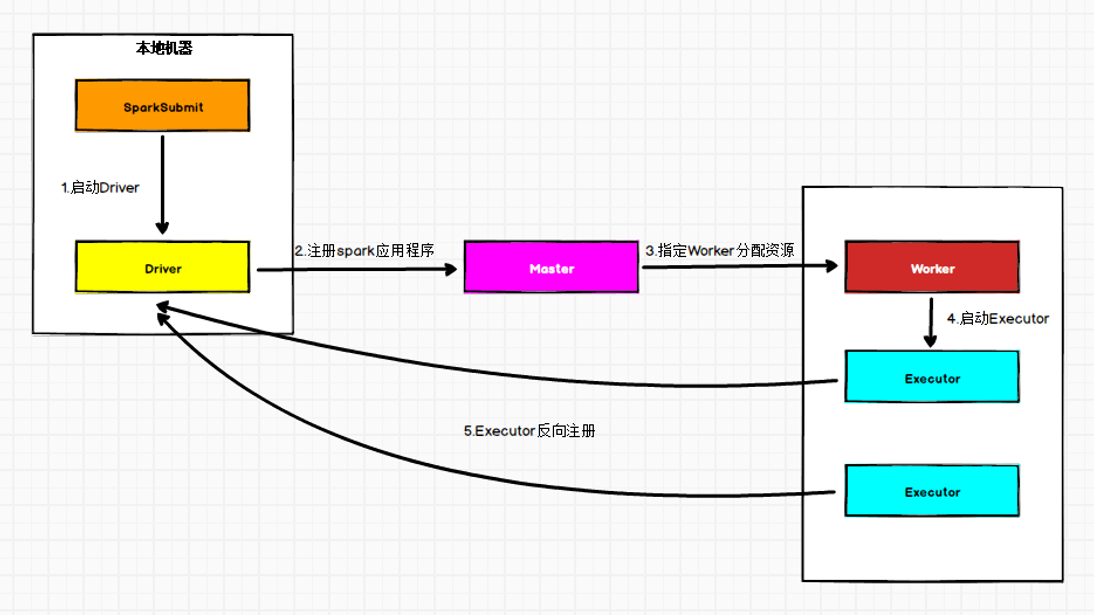 本地机器
SparkSubmit
1.启动Driver
Driver
2.注册spark应用程序
Master
3.指定Worker分配资源
Worker
4.启动Executor
Executor
5.Executor反向注册
Executor